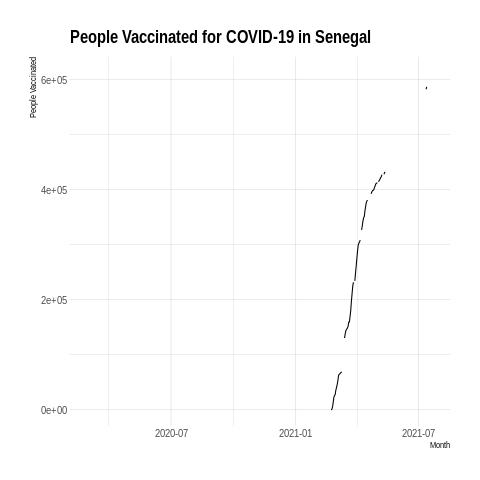 People Vaccinated for COVID-19 in Senegal
People Vaccinated
6e+05
4e+05
2e+05
0e+00
2020-07
2021-01
2021-07
Month